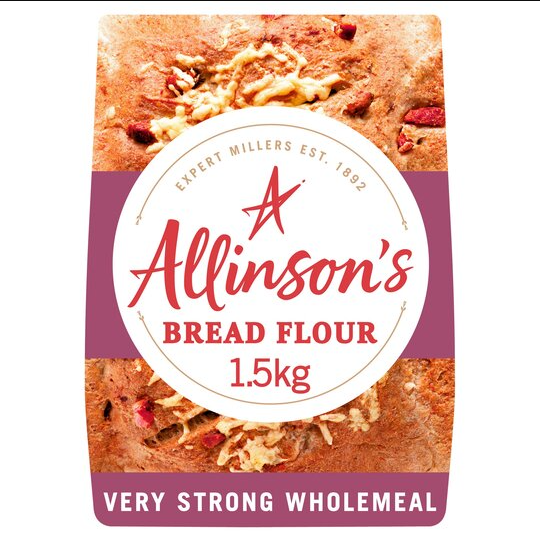 EXPERT MILLERS EST. 1892
Allinson's
BREAD FLOUR
1.5kg
VERY STRONG WHOLEMEAL